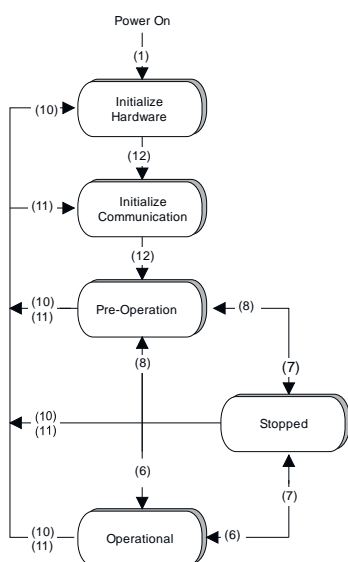 Power On
(1)
Initialize
Hardware
(10)
(12)
Initialize
Communication
(11)
(12)
Pre-Operation
(10)
(11)
(8)
(8)
(7)
Stopped
(10)
(11)
(6)
(7)
Operational
(10)
(11)
(6)